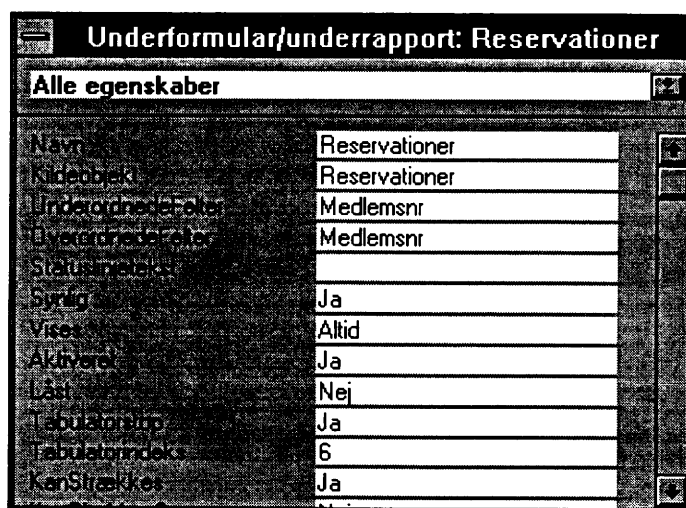 Underformular/underrapport: Reservationer
Alle egenskaber
Navn Reservationer
Kildeobjekt Reservationer
UnderordnedeFelter Medlemsnr
OverordnedeFelter Medlemsnr
Statuslinjetekst
Synlig Ja
Vises Altid
Aktiveret Ja
Låst Nej
Tabulatorstop Ja
Tabulatorindeks 6
KanStrækkes Ja